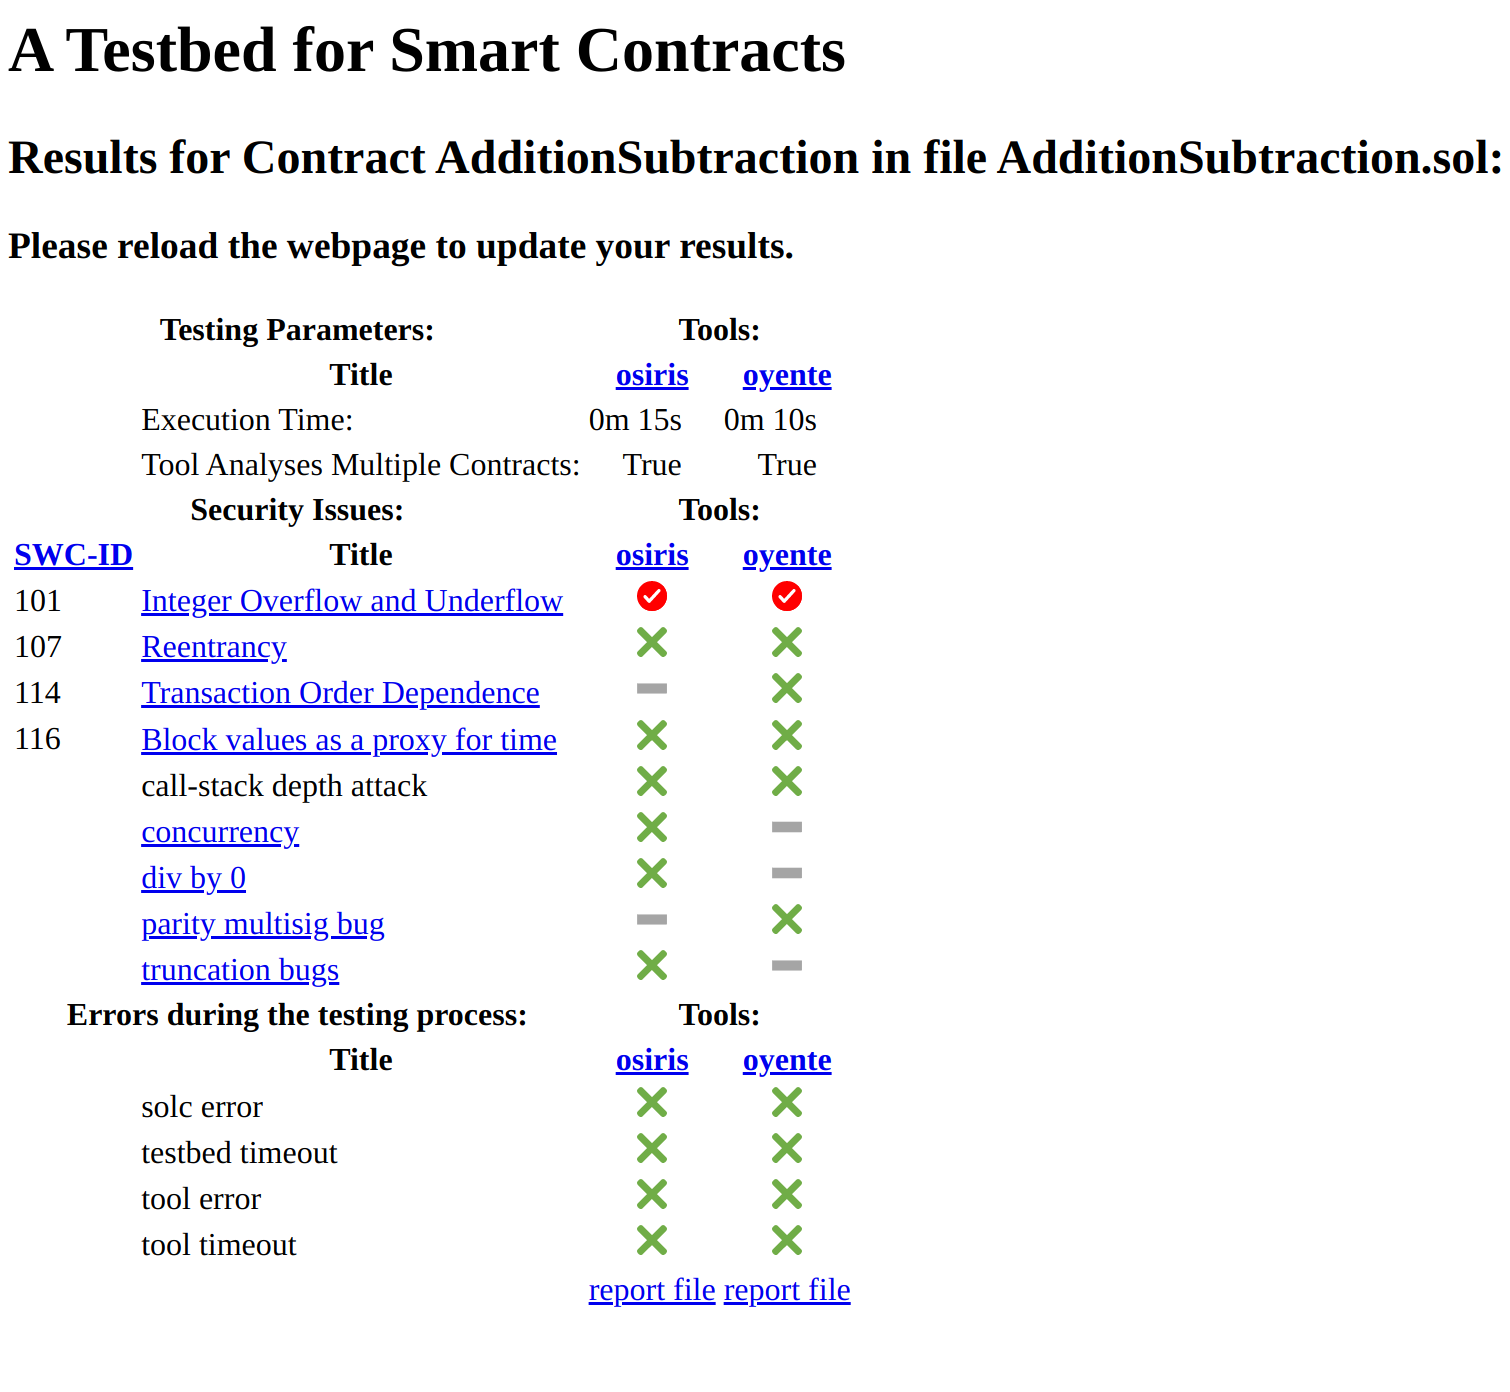 A Testbed for Smart Contracts
Results for Contract AdditionSubtraction in file AdditionSubtraction.sol:
Please reload the webpage to update your results.
Testing Parameters: Tools:
Title osiris oyente
Execution Time: 0m 15s 0m 10s
Tool Analyses Multiple Contracts: True True
Security Issues: Tools:
SWC-ID Title osiris oyente
101 Integer Overflow and Underflow
107 Reentrancy
114 Transaction Order Dependence
116 Block values as a proxy for time
call-stack depth attack
concurrency
div by 0
parity multisig bug
truncation bugs
Errors during the testing process: Tools:
Title osiris oyente
solc error
testbed timeout
tool error
tool timeout
report file report file